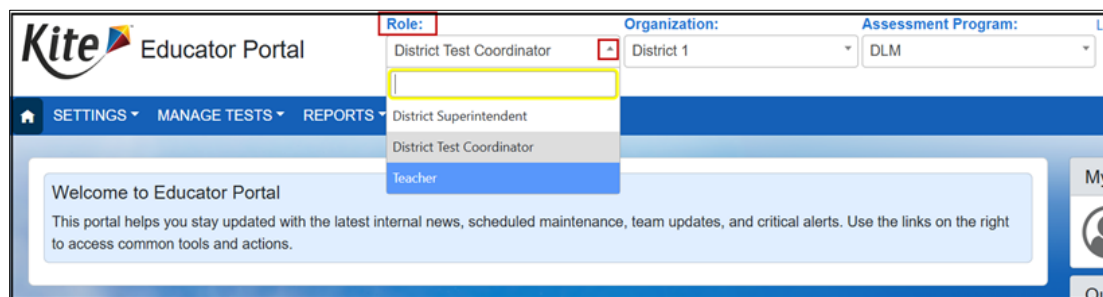 Role: Organization: Assessment Program: L
Kite Educator Portal
District Test Coordinator District 1 DLM
SETTINGS MANAGE TESTS REPORTS
District Superintendent
District Test Coordinator
Teacher
Welcome to Educator Portal
This portal helps you stay updated with the latest internal news, scheduled maintenance, team updates, and critical alerts. Use the links on the right
to access common tools and actions.
My